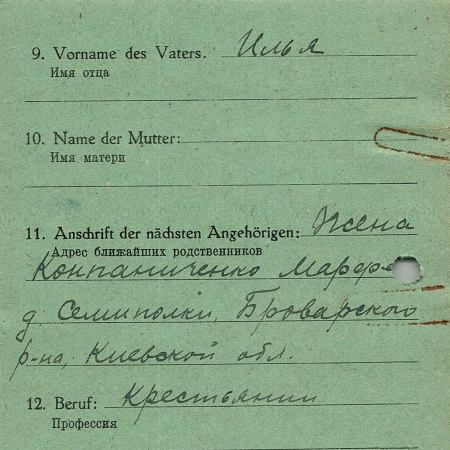 9. Vorname des Vaters. Илья
Имя отца
10. Name der Mutter:
Имя матери
11. Anschrift der nächsten Angehörigen: Жена
Адрес ближайших родственников
Компаниченко Марфа
д. Семиполки, Броварского
р-на, Киевской обл.
12. Beruf: Крестьянин
Профессия